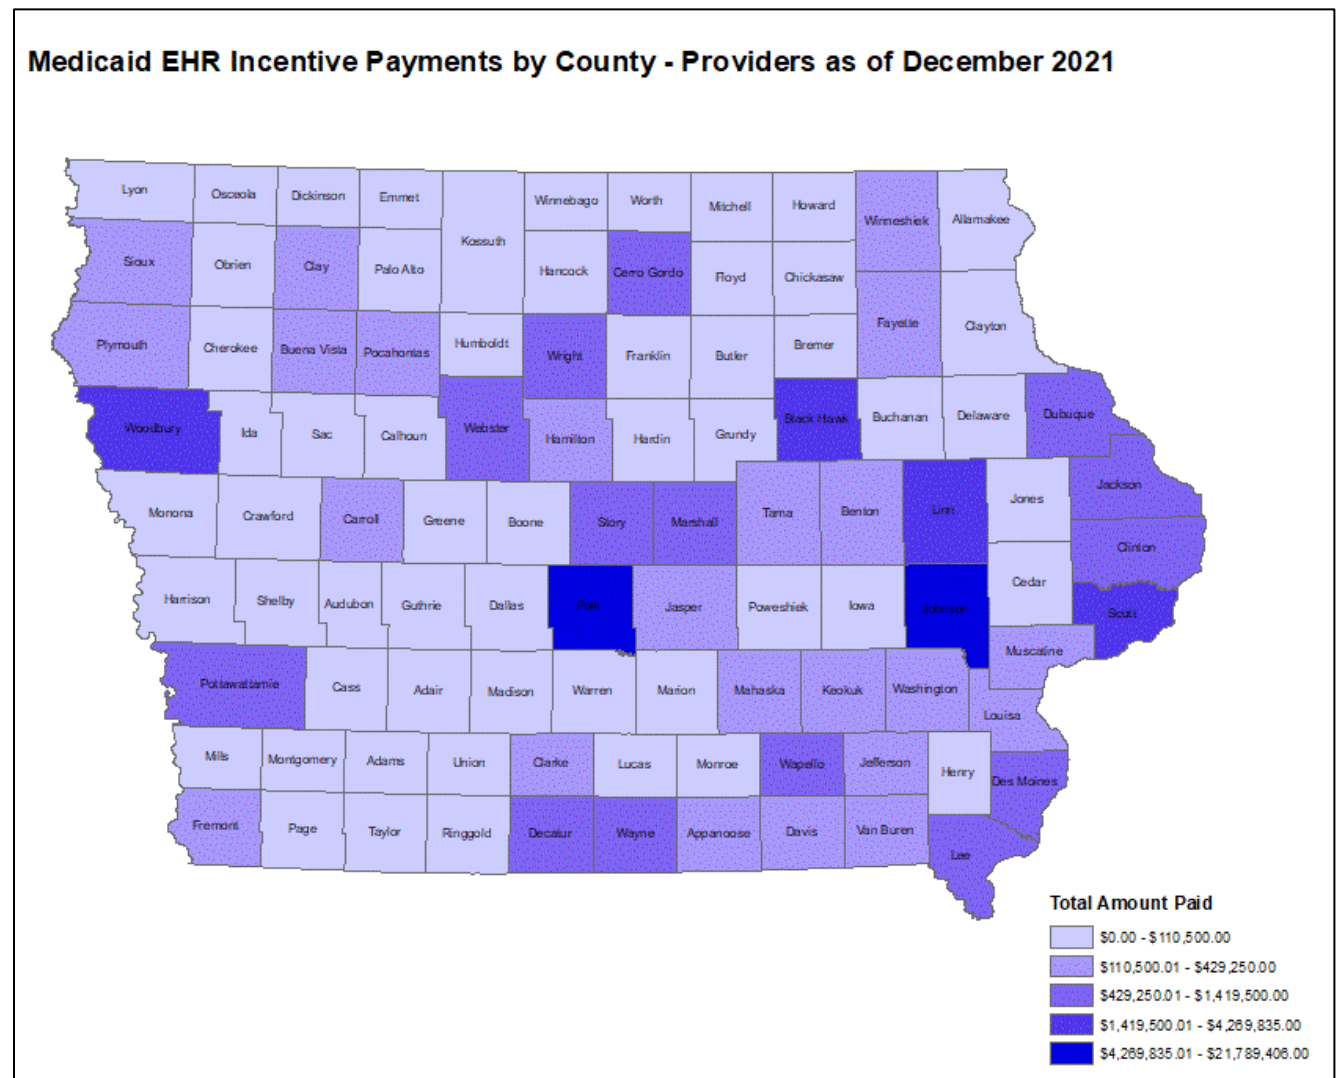 Medicaid EHR Incentive Payments by County - Providers as of December 2021
Lyon
Osceola
Dickinson
Emmet
Kossuth
Winnebago
Worth
Mitchell
Howard
Winneshiek
Allamakee
Sioux
Obrien
Clay
Palo Alto
Hancock
Cerro Gordo
Floyd
Chickasaw
Plymouth
Cherokee
Buena Vista
Pocahontas
Humboldt
Wright
Franklin
Butler
Bremer
Fayette
Clayton
Woodbury
Ida
Sac
Calhoun
Webster
Hamilton
Hardin
Grundy
Black Hawk
Buchanan
Delaware
Dubuque
Monona
Crawford
Carroll
Greene
Boone
Story
Marshall
Tama
Benton
Linn
Jones
Jackson
Clinton
Harrison
Shelby
Audubon
Guthrie
Dallas
Polk
Jasper
Poweshiek
Iowa
Johnson
Cedar
Scott
Muscatine
Pottawattamie
Cass
Adair
Madison
Warren
Marion
Mahaska
Keokuk
Washington
Louisa
Mills
Montgomery
Adams
Union
Clarke
Lucas
Monroe
Wapello
Jefferson
Henry
Des Moines
Fremont
Page
Taylor
Ringgold
Decatur
Wayne
Appanoose
Davis
Van Buren
Lee
Total Amount Paid
$0.00 - $110,500.00
$110,500.01 - $429,250.00
$429,250.01 - $1,419,500.00
$1,419,500.01 - $4,269,835.00
$4,269,835.01 - $21,789,406.00